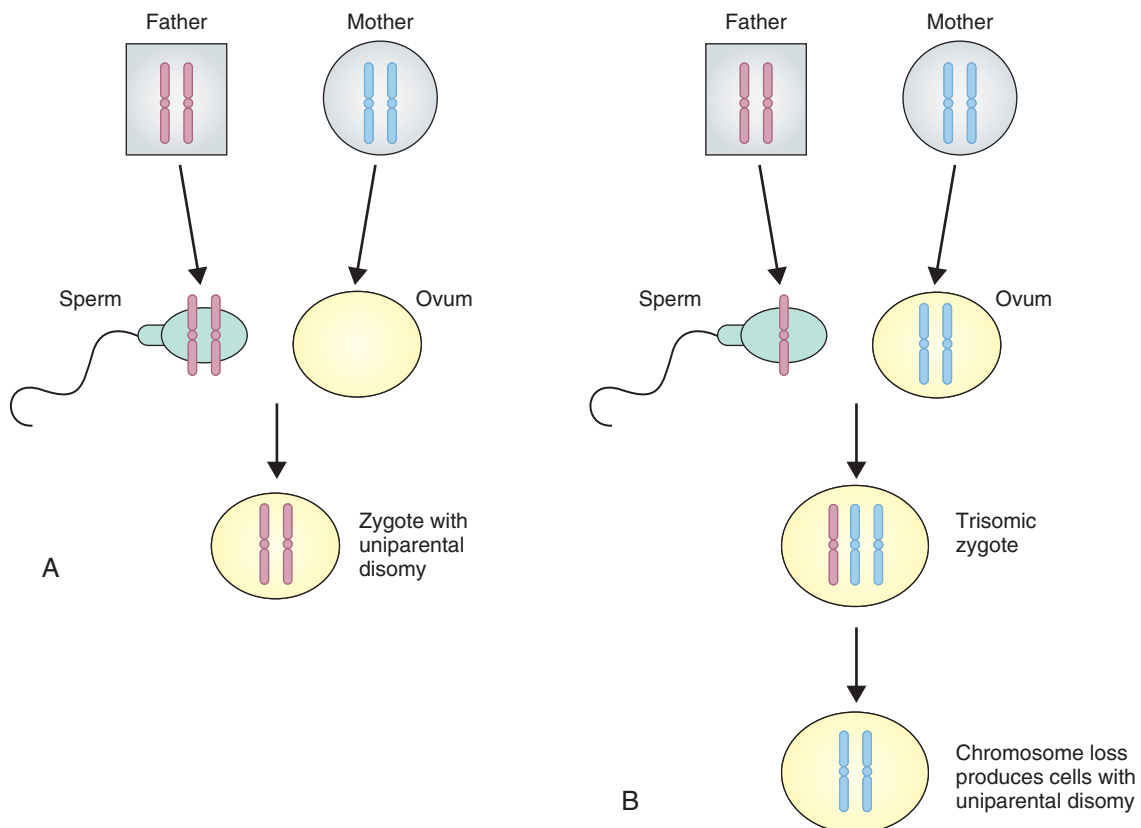 Father
Mother
Sperm
Ovum
Zygote with
uniparental
disomy
A
Father
Mother
Sperm
Ovum
Trisomic
zygote
Chromosome loss
produces cells with
uniparental disomy
B